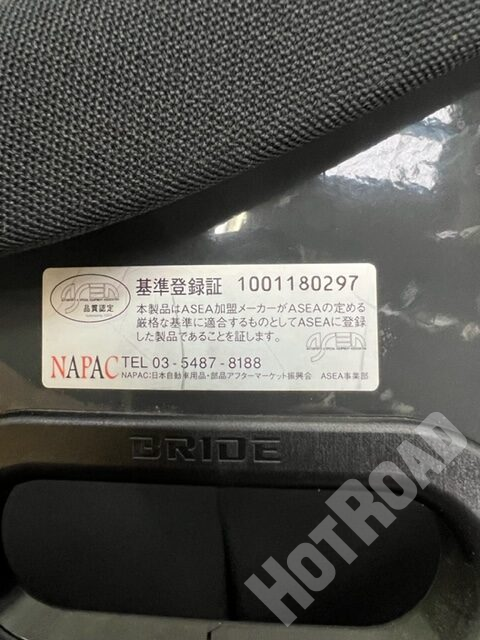 ASEA
品質認定
基準登録証 1001180297
本製品はASEA加盟メーカーがASEAの定める
厳格な基準に適合するものとしてASEAに登録
した製品であることを証します。
ASEA
NAPAC TEL 03-5487-8188
NAPAC:日本自動車用品・部品アフターマーケット振興会 ASEA事業部
BRIDE
HOTROAD